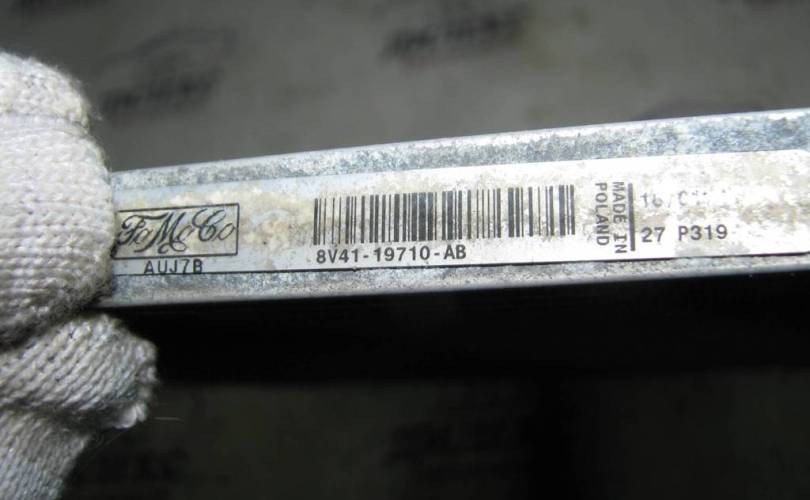 FoMoCo
AUJ7B
8V41-19710-AB
MADE IN
POLAND
27 P319